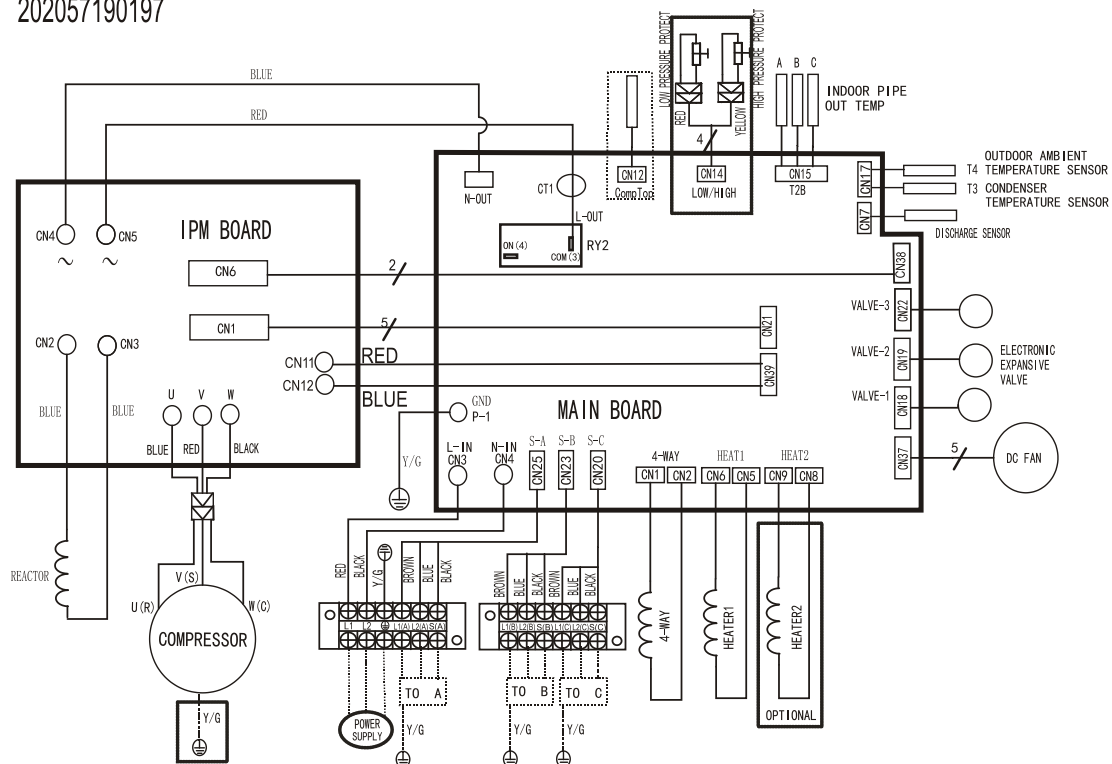 202057190197
BLUE
RED
LOW PRESSURE PROTECT
HIGH PRESSURE PROTECT
RED
YELLOW
4
A B C
INDOOR PIPE
OUT TEMP
CN12
CompTop
CN14
LOW/HIGH
CN15
T2B
CN17
T4 OUTDOOR AMBIENT
TEMPERATURE SENSOR
T3 CONDENSER
TEMPERATURE SENSOR
CN7
DISCHARGE SENSOR
N-OUT
CT1
L-OUT
ON(4)
COM(3)
RY2
IPM BOARD
CN4
CN5
~ ~
CN6
2
CN38
CN1
5
CN21
CN2
CN3
CN11
RED
CN12
BLUE
CN39
VALVE-3
CN22
VALVE-2
CN19
VALVE-1
CN18
ELECTRONIC
EXPANSIVE
VALVE
CN37
5
DC FAN
BLUE
BLUE
U V W
BLUE
RED
BLACK
GND
P-1
Y/G
MAIN BOARD
L-IN
CN3
N-IN
CN4
S-A
CN25
S-B
CN23
S-C
CN20
4-WAY
CN1 CN2
HEAT1
CN6 CN5
HEAT2
CN9 CN8
REACTOR
V(S)
U(R)
W(C)
COMPRESSOR
Y/G
RED
BLACK
Y/G
BROWN
BLUE
BLACK
L1 L2 L1(A) L2(A) S(A)
BROWN
BLUE
BLACK
BROWN
BLUE
BLACK
L1(B) L2(B) S(B) L1(C) L2(C) S(C)
POWER
SUPPLY
TO A
Y/G
TO B
Y/G
TO C
Y/G
4-WAY
HEATER1
HEATER2
OPTIONAL